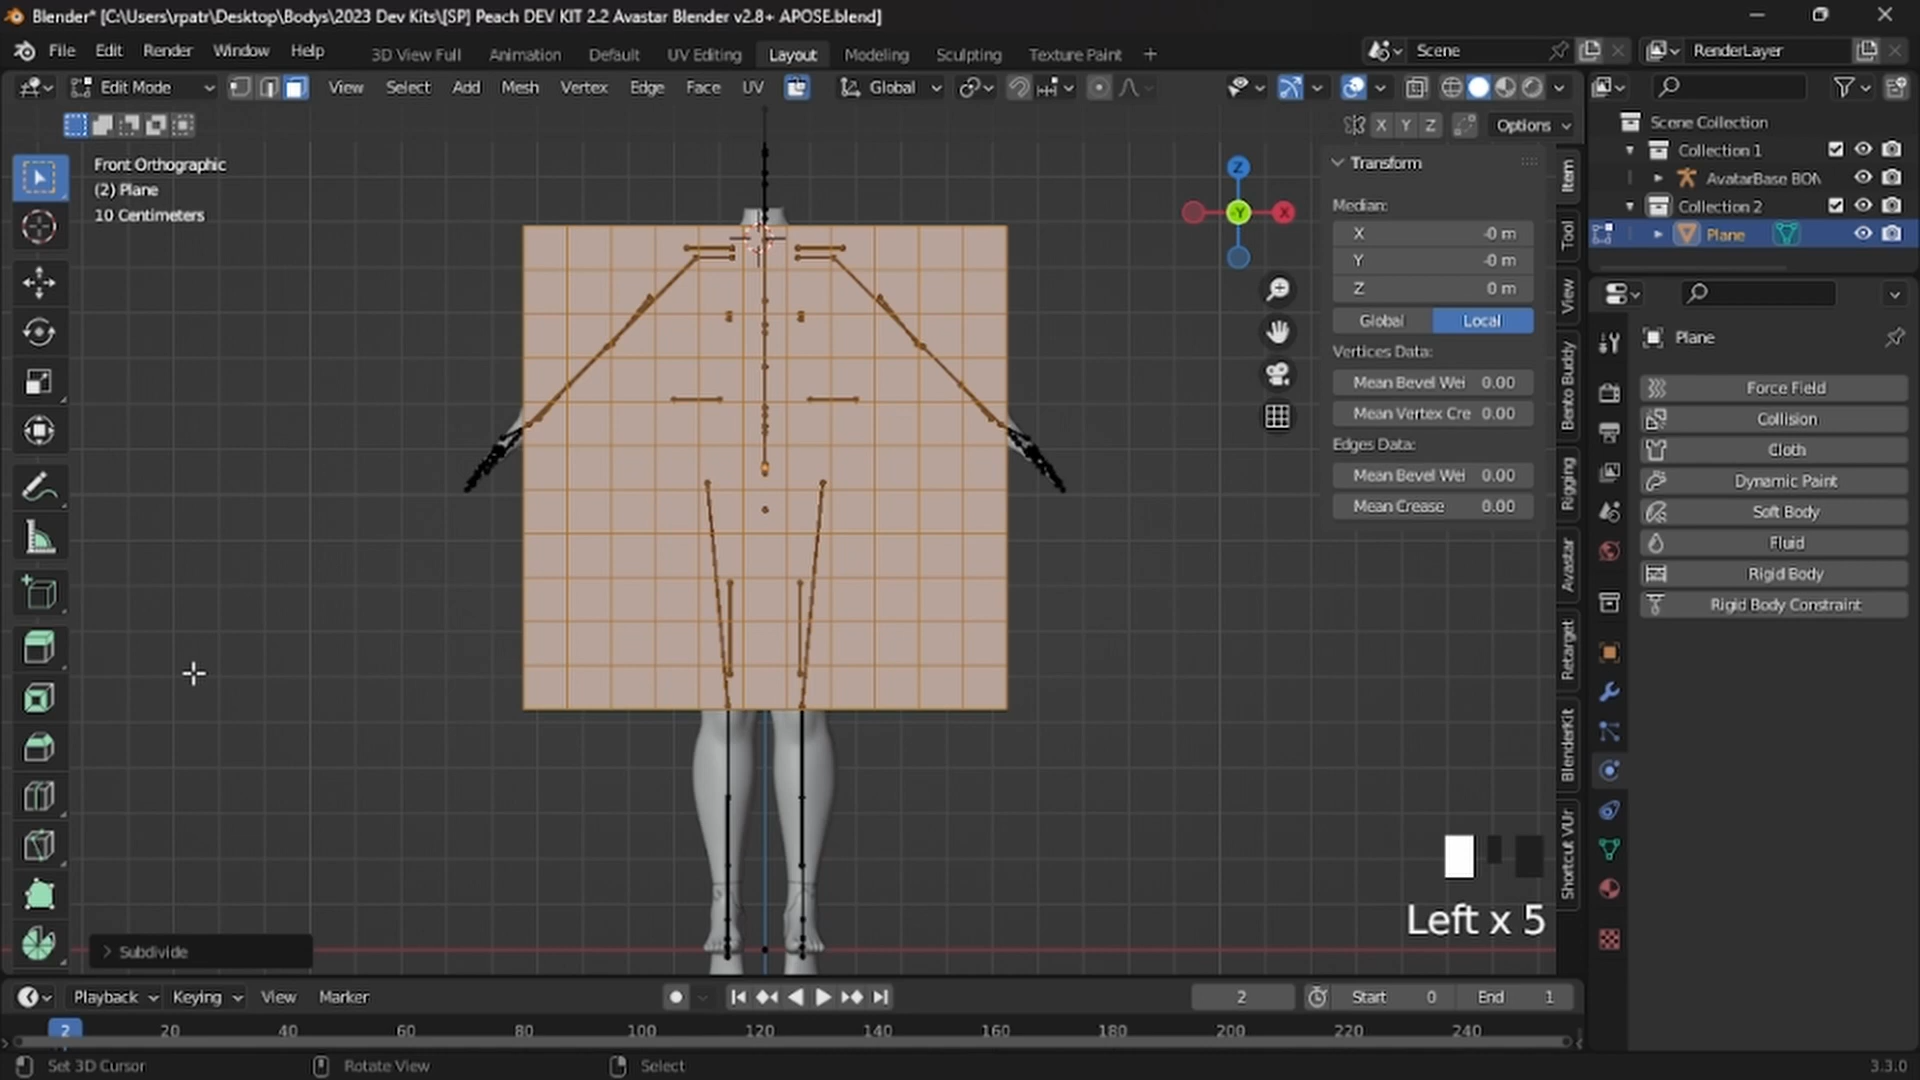 Blender* [C:\Users\rpatr\Desktop\Bodys\2023 Dev Kits\[SP] Peach DEV KIT 2.2 Avastar Blender v2.8+ APOSE.blend]
File Edit Render Window Help 3D View Full Animation Default UV Editing Layout Modeling Sculpting Texture Paint + Scene RenderLayer
Edit Mode View Select Add Mesh Vertex Edge Face UV Global
X Y Z Options
Scene Collection
Collection 1
AvatarBase BON
Collection 2
Plane
Front Orthographic
(2) Plane
10 Centimeters
Z
Y
X
Transform
Median:
X -0 m
Y -0 m
Z 0 m
Global Local
Vertices Data:
Mean Bevel Wei 0.00
Mean Vertex Cre 0.00
Edges Data:
Mean Bevel Wei 0.00
Mean Crease 0.00
Item
Tool
View
Bento Buddy
Rigging
Avastar
Retarget
BlenderKit
Shortcut VUr
Plane
Force Field
Collision
Cloth
Dynamic Paint
Soft Body
Fluid
Rigid Body
Rigid Body Constraint
Left x 5
Subdivide
Playback Keying View Marker 2 Start 0 End 1
2 20 40 60 80 100 120 140 160 180 200 220 240
Set 3D Cursor Rotate View Select 3.3.0